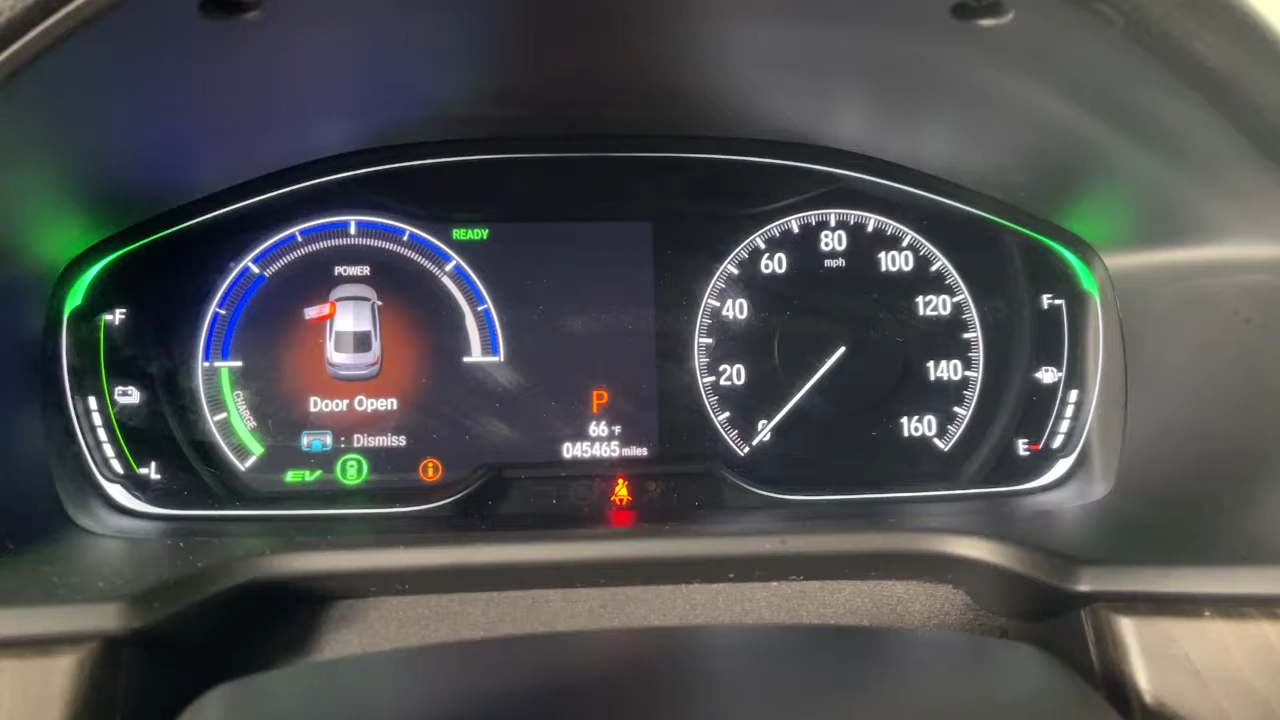 READY
POWER
F
CHARGE
Door Open
: Dismiss
EV
L
P
66 °F
045465 miles
0
20
40
60
80
mph
100
120
140
160
F
E